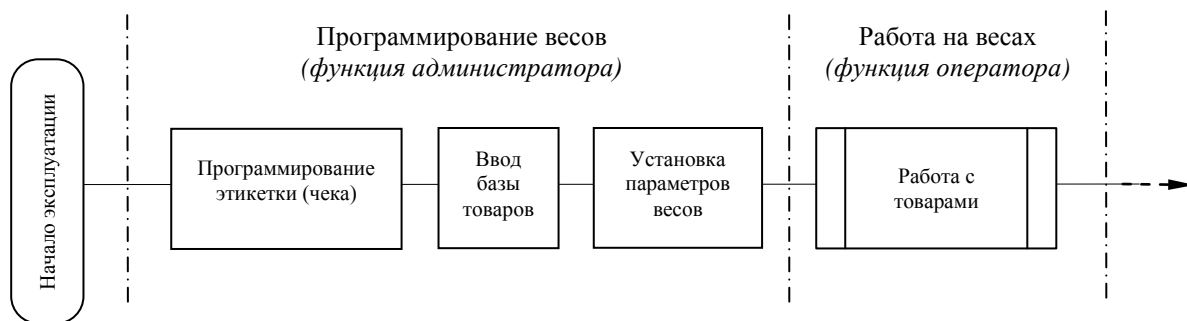 Программирование весов
(функция администратора)
Работа на весах
(функция оператора)
Начало эксплуатации
Программирование
этикетки (чека)
Ввод
базы
товаров
Установка
параметров
весов
Работа с
товарами